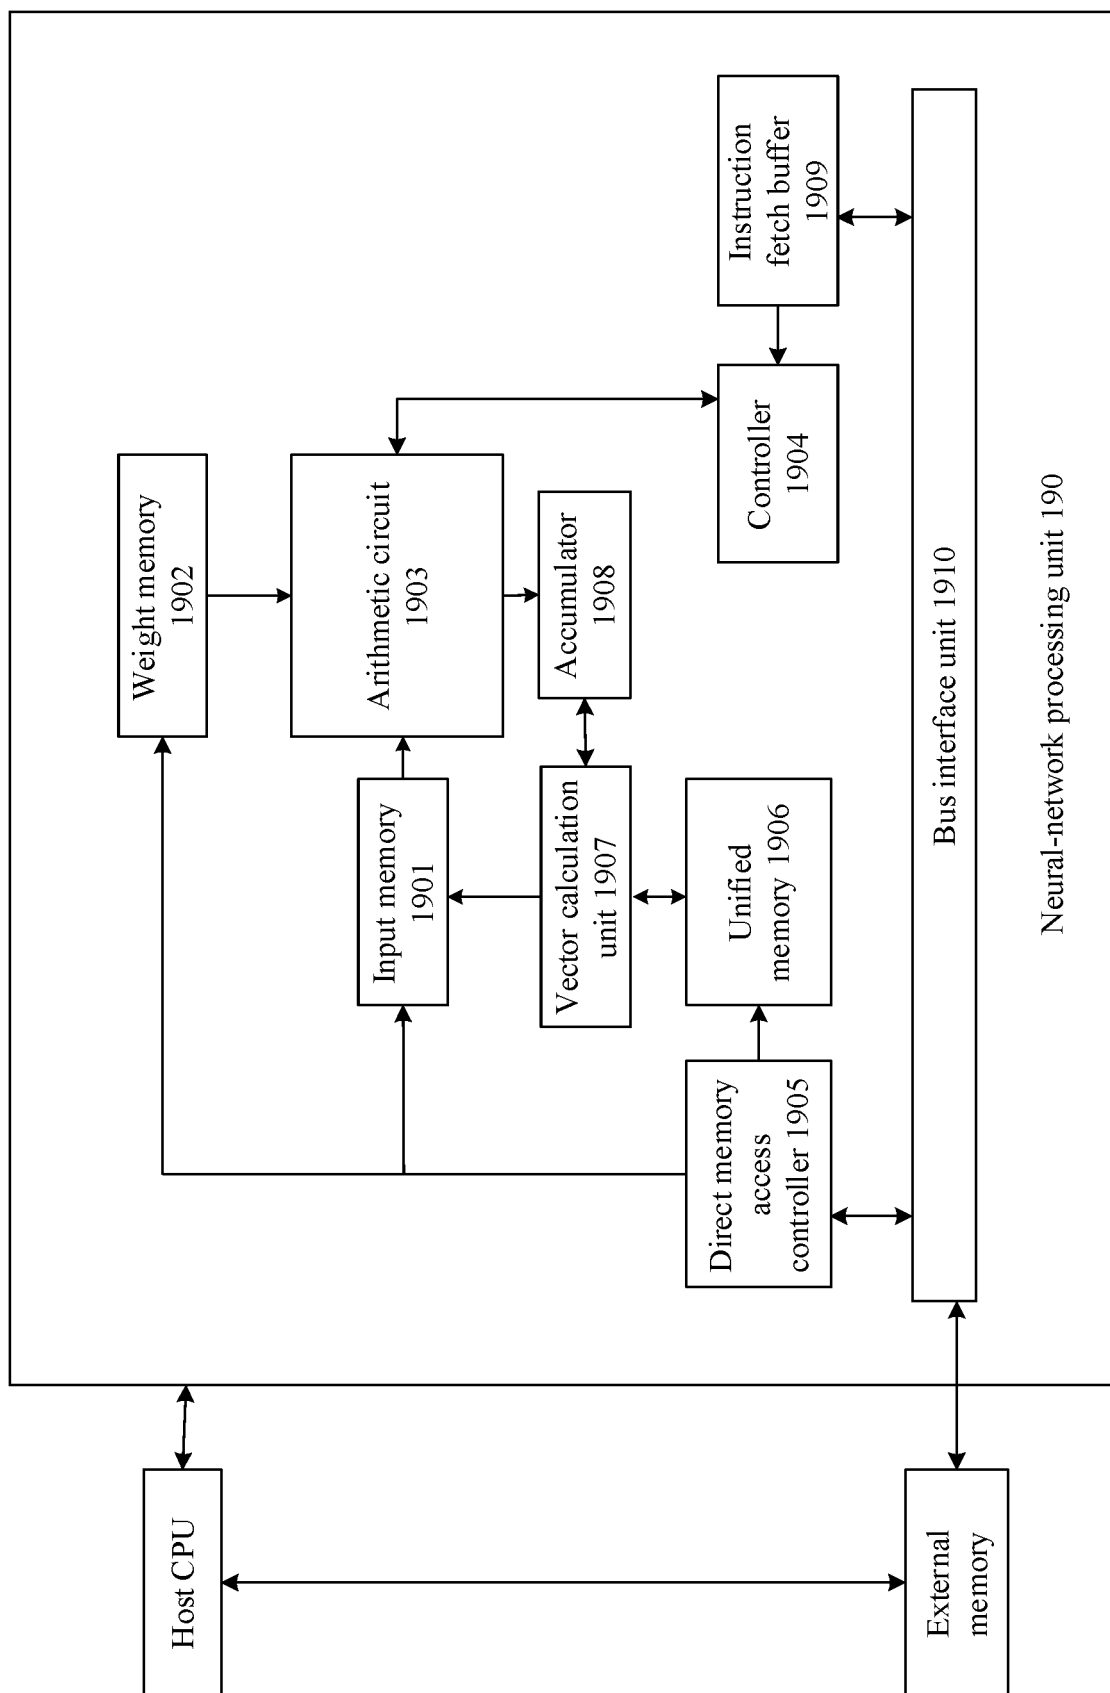 Host CPU
External
memory
Weight memory
1902
Input memory
1901
Arithmetic circuit
1903
Vector calculation
unit 1907
Accumulator
1908
Direct memory
access
controller 1905
Unified
memory 1906
Controller
1904
Instruction
fetch buffer
1909
Bus interface unit 1910
Neural-network processing unit 190